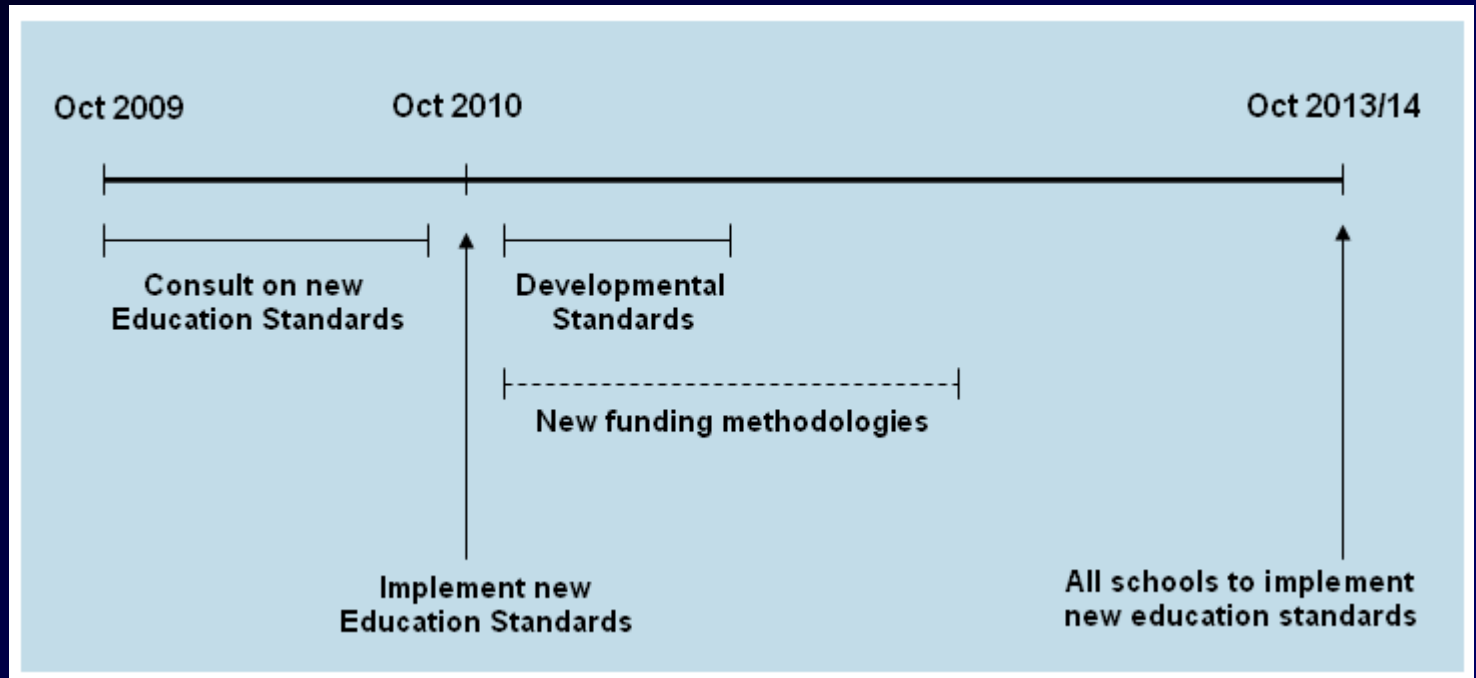 Oct 2009
Oct 2010
Oct 2013/14
Consult on new
Education Standards
Developmental
Standards
New funding methodologies
Implement new
Education Standards
All schools to implement
new education standards